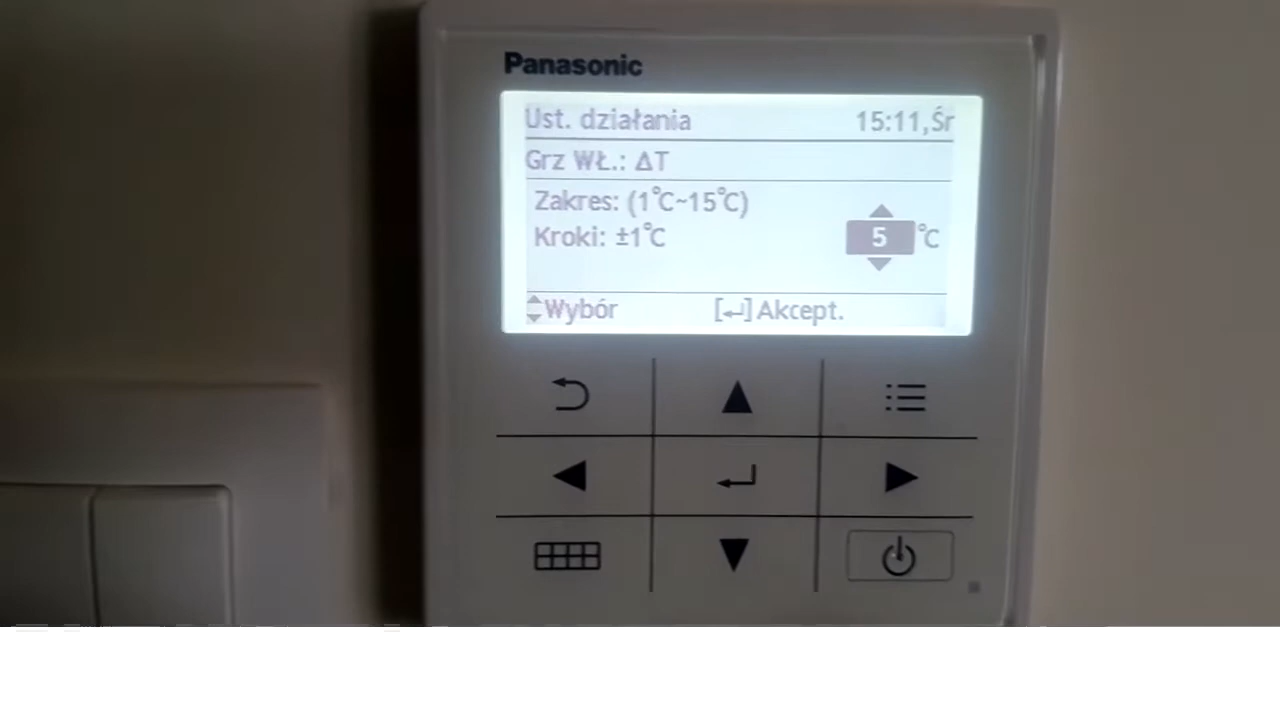 Panasonic
Ust. działania 15:11,Śr
Grz WŁ.: ΔT
Zakres: (1°C~15°C)
Kroki: ±1°C
5 °C
Wybór [↵]Akcept.